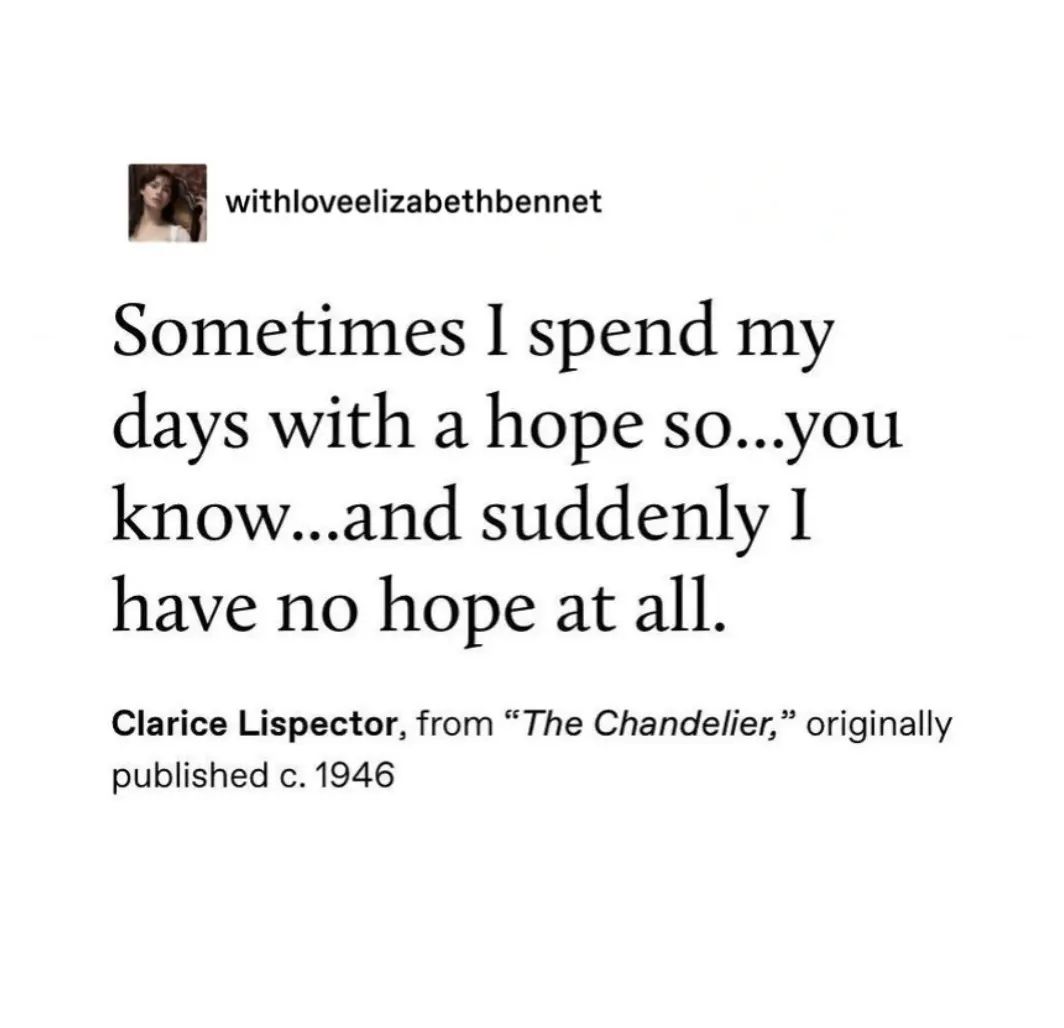 withloveelizabethbennet
Sometimes I spend my
days with a hope so...you
know...and suddenly I
have no hope at all.
Clarice Lispector, from “The Chandelier,” originally
published c. 1946